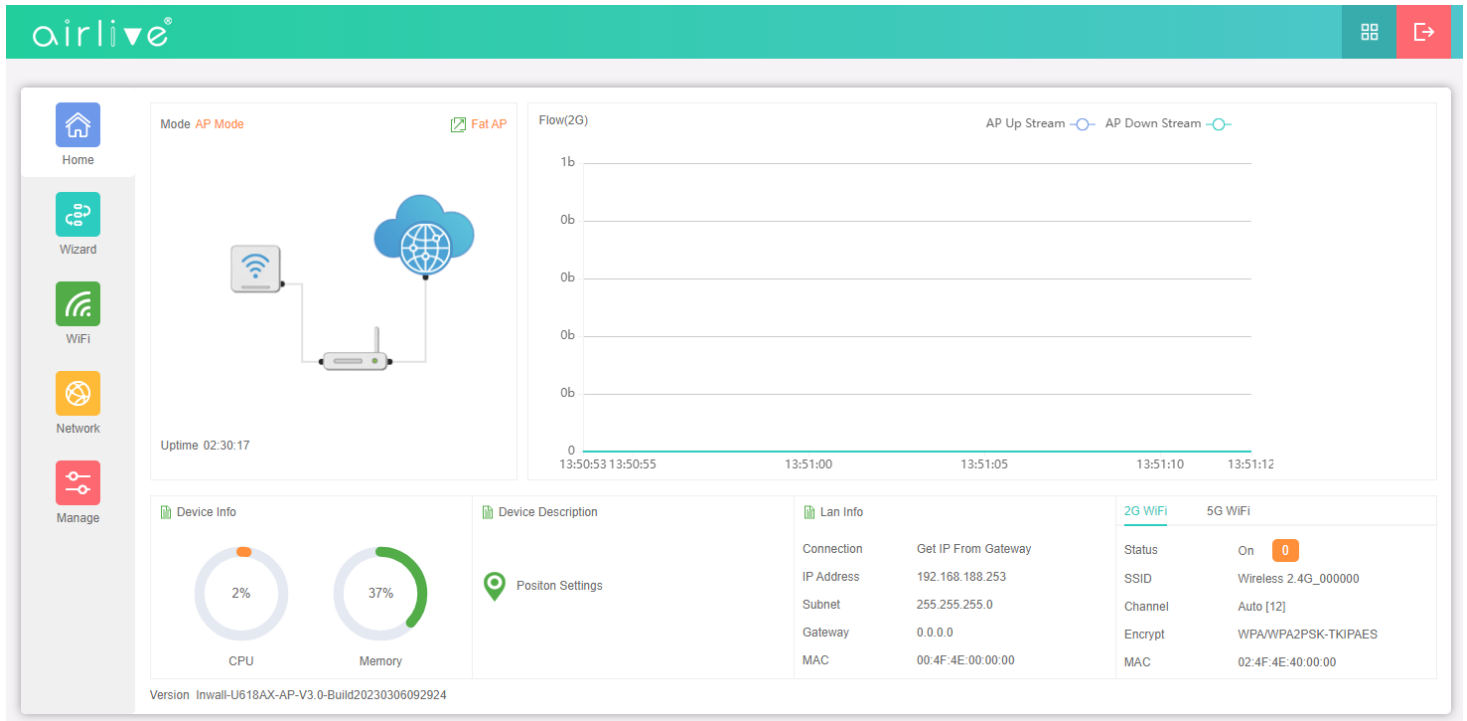 airlive®
Home
Wizard
WiFi
Network
Manage
Mode AP Mode
Fat AP
Uptime 02:30:17
Flow(2G)
AP Up Stream
AP Down Stream
1b
0b
0b
0b
0b
0
13:50:53 13:50:55 13:51:00 13:51:05 13:51:10 13:51:12
Device Info
2%
37%
CPU
Memory
Device Description
Positon Settings
Lan Info
Connection Get IP From Gateway
IP Address 192.168.188.253
Subnet 255.255.255.0
Gateway 0.0.0.0
MAC 00:4F:4E:00:00:00
2G WiFi 5G WiFi
Status On 0
SSID Wireless 2.4G_000000
Channel Auto [12]
Encrypt WPA/WPA2PSK-TKIPAES
MAC 02:4F:4E:40:00:00
Version Inwall-U618AX-AP-V3.0-Build20230306092924